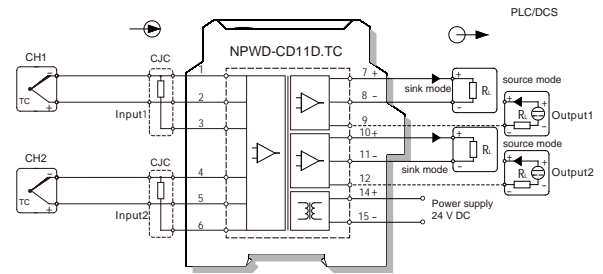 PLC/DCS
NPWD-CD11D.TC
CH1
CJC
TC
− +
1
2
3
Input1
7 +
8 −
9
sink mode
+ −
RL
source mode
+ −
RL
Output1
CH2
CJC
TC
− +
4
5
6
Input2
10+
11−
12
sink mode
+ −
RL
source mode
+ −
RL
Output2
14+
15−
Power supply
24 V DC